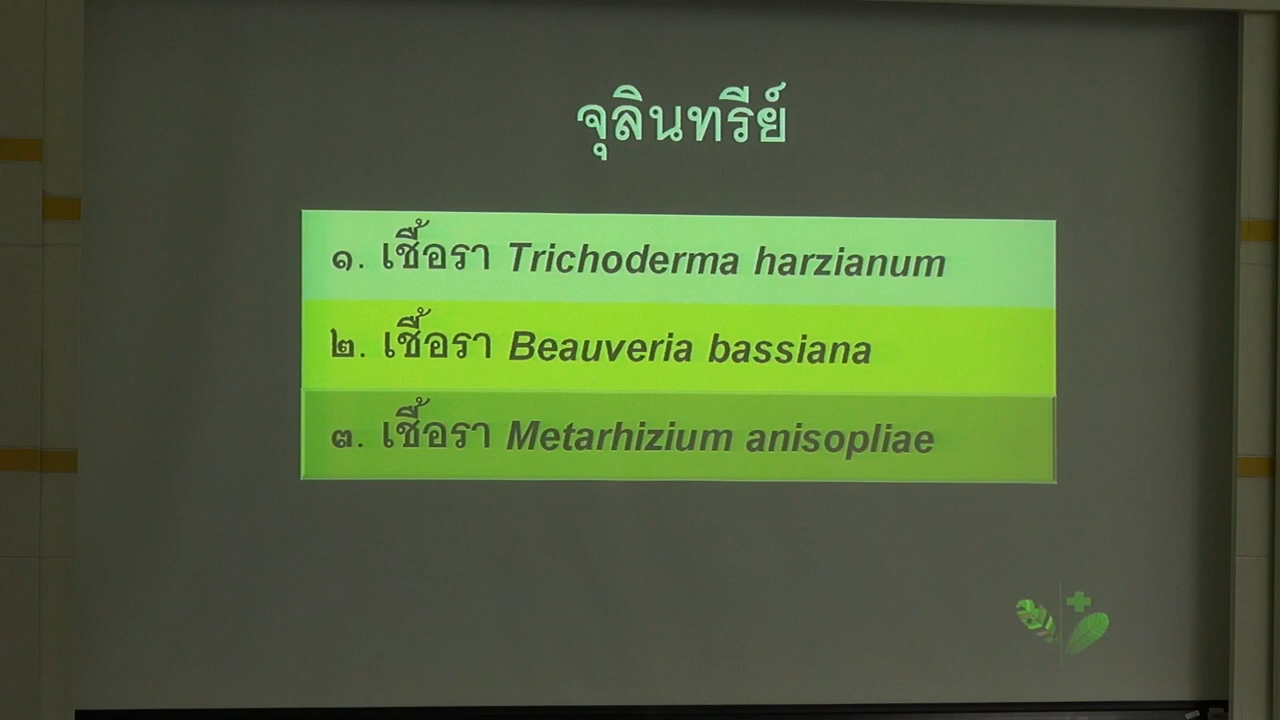 จุลินทรีย์
๑. เชื้อรา Trichoderma harzianum
๒. เชื้อรา Beauveria bassiana
๓. เชื้อรา Metarhizium anisopliae